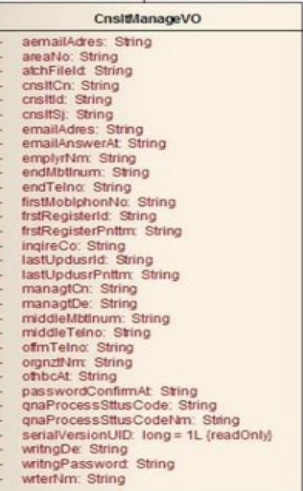 CnsltManageVO
- aemailAdres: String
- areaNo: String
- atchFileId: String
- cnsltCn: String
- cnsltId: String
- cnsltSj: String
- emailAdres: String
- emailAnswerAt: String
- emplyrNm: String
- endMbtlnum: String
- endTelno: String
- firstMoblphonNo: String
- frstRegisterId: String
- frstRegisterPnttm: String
- inqireCo: String
- lastUpdusrId: String
- lastUpdusrPnttm: String
- managtCn: String
- managtDe: String
- middleMbtlnum: String
- middleTelno: String
- offmTelno: String
- orgnztNm: String
- othbcAt: String
- passwordConfirmAt: String
- qnaProcessSttusCode: String
- qnaProcessSttusCodeNm: String
- serialVersionUID: long = 1L {readOnly}
- writngDe: String
- writngPassword: String
- wrterNm: String